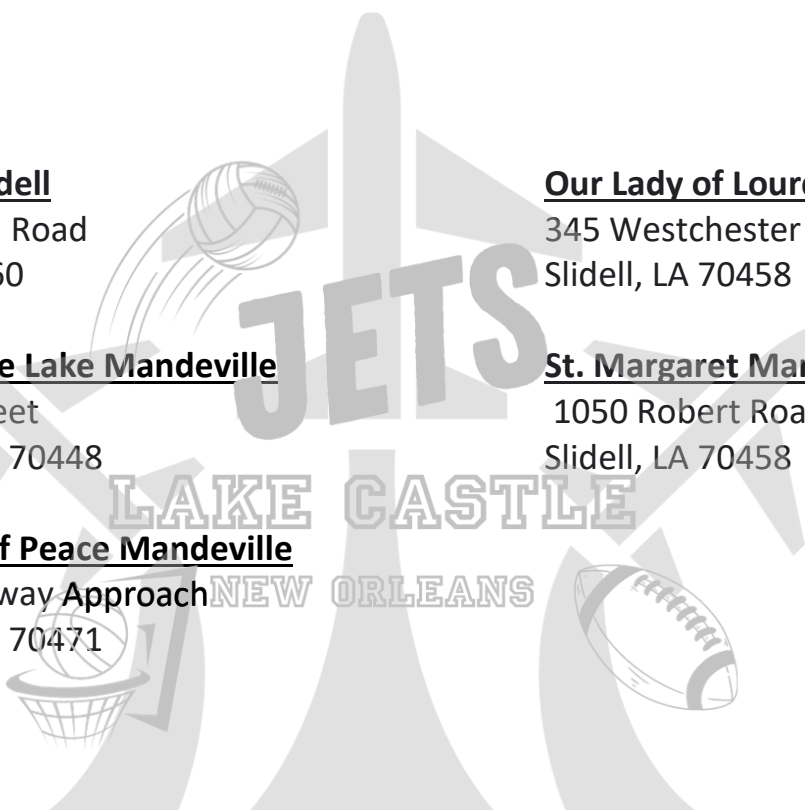 dell
Road
60
e Lake Mandeville
eet
70448
f Peace Mandeville
way Approach
70471
Our Lady of Lour
345 Westchester
Slidell, LA 70458
St. Margaret Mar
1050 Robert Roa
Slidell, LA 70458
JETS
LAKE CASTLE
NEW ORLEANS